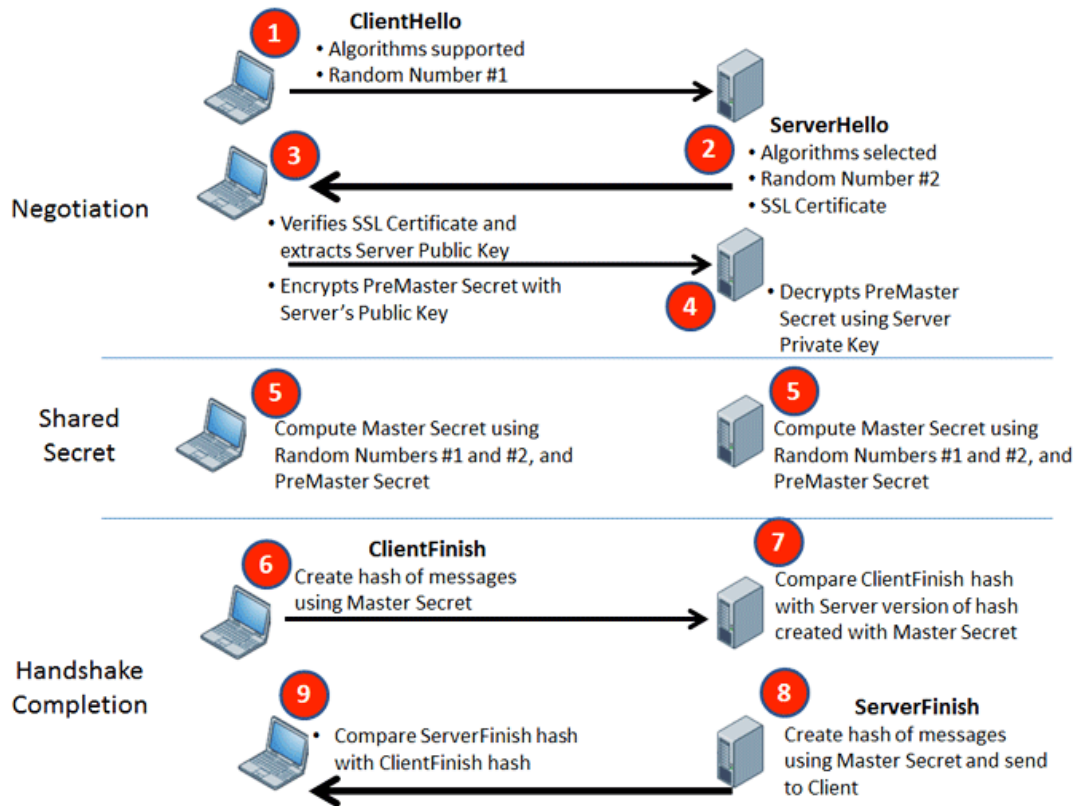 1
ClientHello
• Algorithms supported
• Random Number #1
ServerHello
2
• Algorithms selected
• Random Number #2
• SSL Certificate
3
Negotiation
• Verifies SSL Certificate and
extracts Server Public Key
• Encrypts PreMaster Secret with
Server's Public Key
4
• Decrypts PreMaster
Secret using Server
Private Key
Shared
Secret
5
Compute Master Secret using
Random Numbers #1 and #2, and
PreMaster Secret
5
Compute Master Secret using
Random Numbers #1 and #2, and
PreMaster Secret
Handshake
Completion
6
ClientFinish
Create hash of messages
using Master Secret
7
Compare ClientFinish hash
with Server version of hash
created with Master Secret
8
ServerFinish
Create hash of messages
using Master Secret and send
to Client
9
• Compare ServerFinish hash
with ClientFinish hash